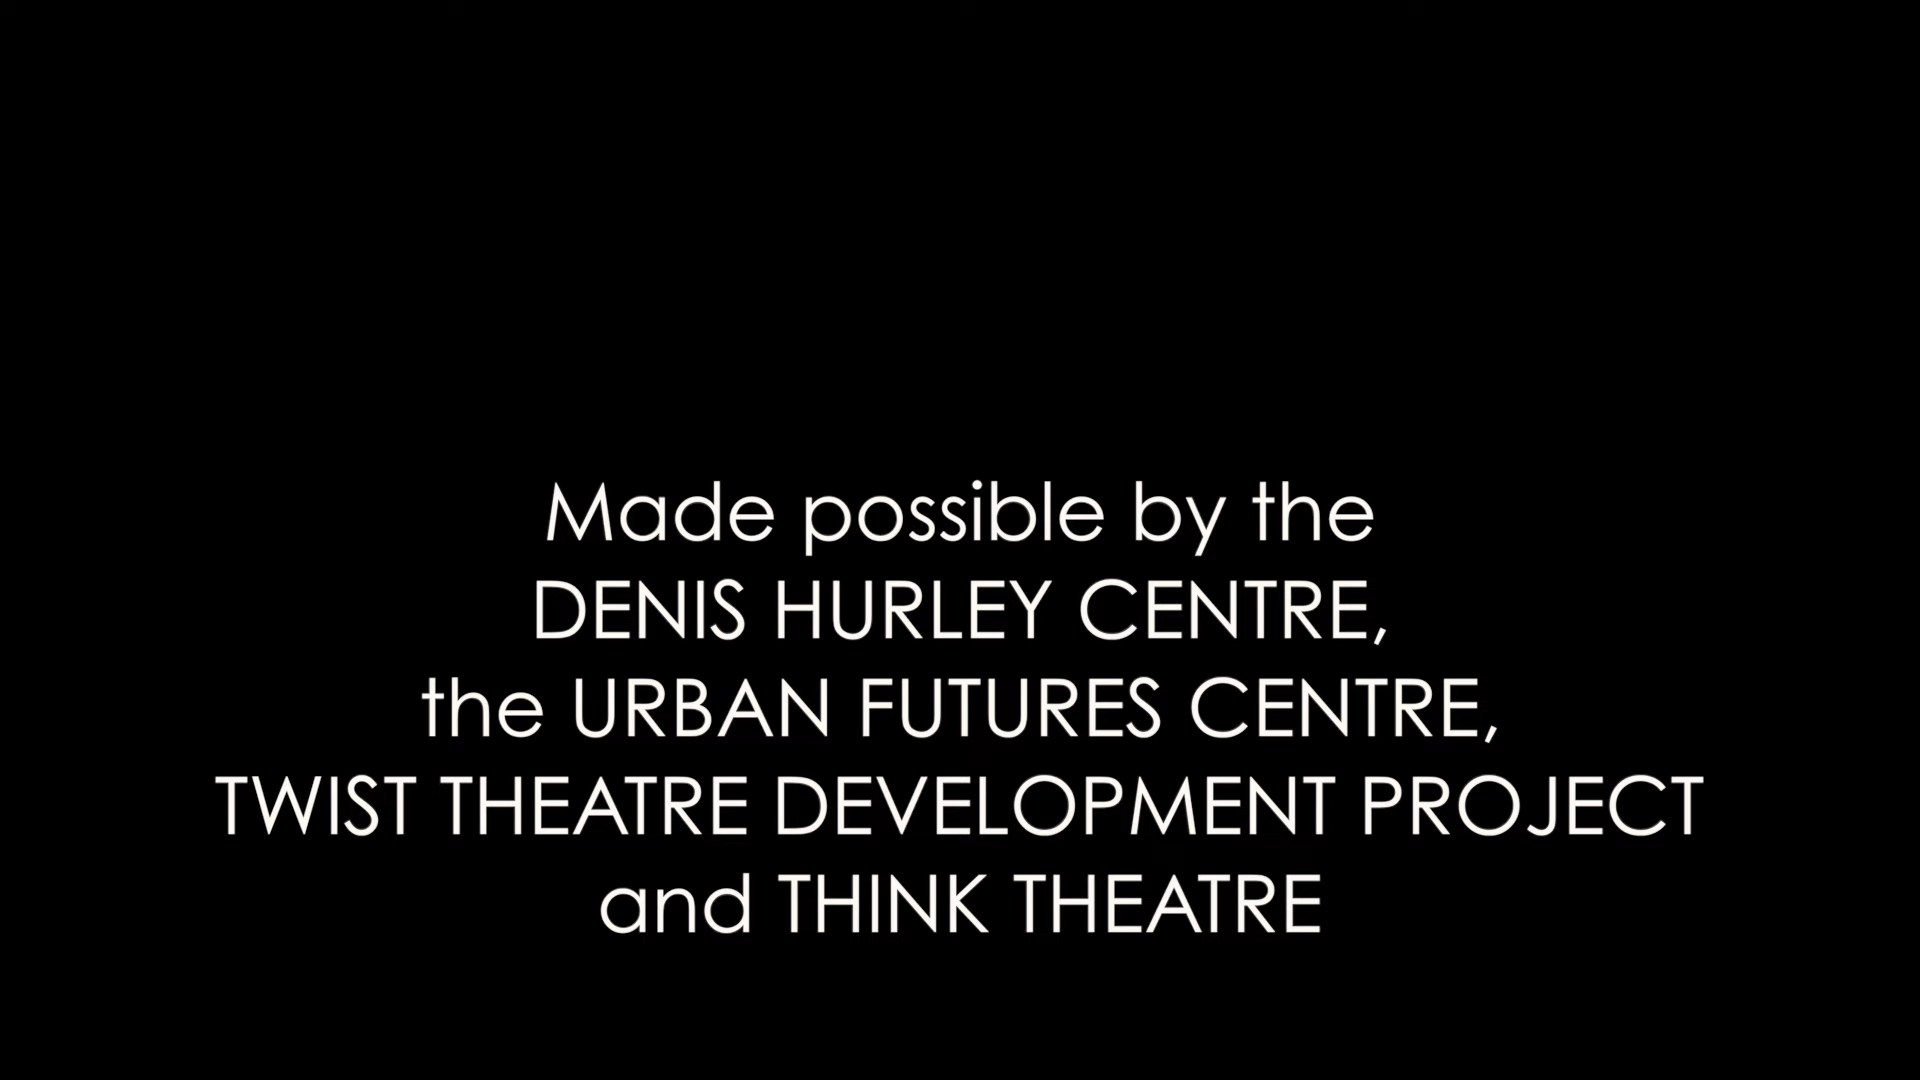 Made possible by the
DENIS HURLEY CENTRE,
the URBAN FUTURES CENTRE,
TWIST THEATRE DEVELOPMENT PROJECT
and THINK THEATRE